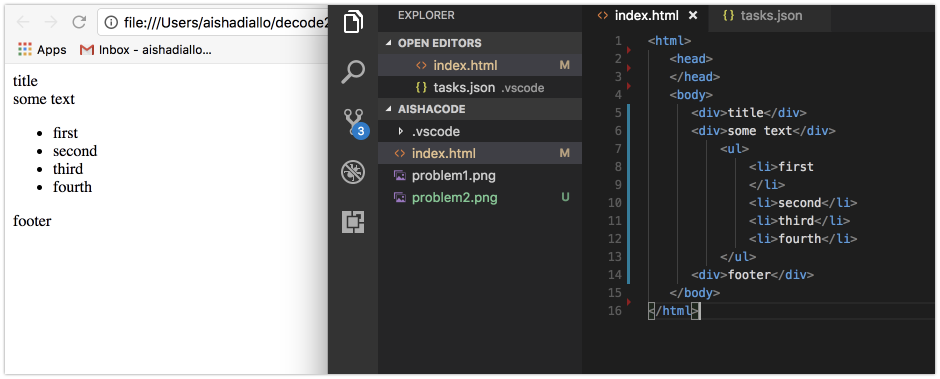 file:///Users/aishadiallo/decode2
Apps Inbox - aishadiallo...
title
some text
• first
• second
• third
• fourth
footer
EXPLORER
OPEN EDITORS
<> index.html M
{} tasks.json .vscode
3
AISHACODE
.vscode
<> index.html M
problem1.png
problem2.png U
<> index.html ×
{} tasks.json
1 <html>
2 <head>
3 </head>
4 <body>
5 <div>title</div>
6 <div>some text</div>
7 <ul>
8 <li>first
9 </li>
10 <li>second</li>
11 <li>third</li>
12 <li>fourth</li>
13 </ul>
14 <div>footer</div>
15 </body>
16 </html>